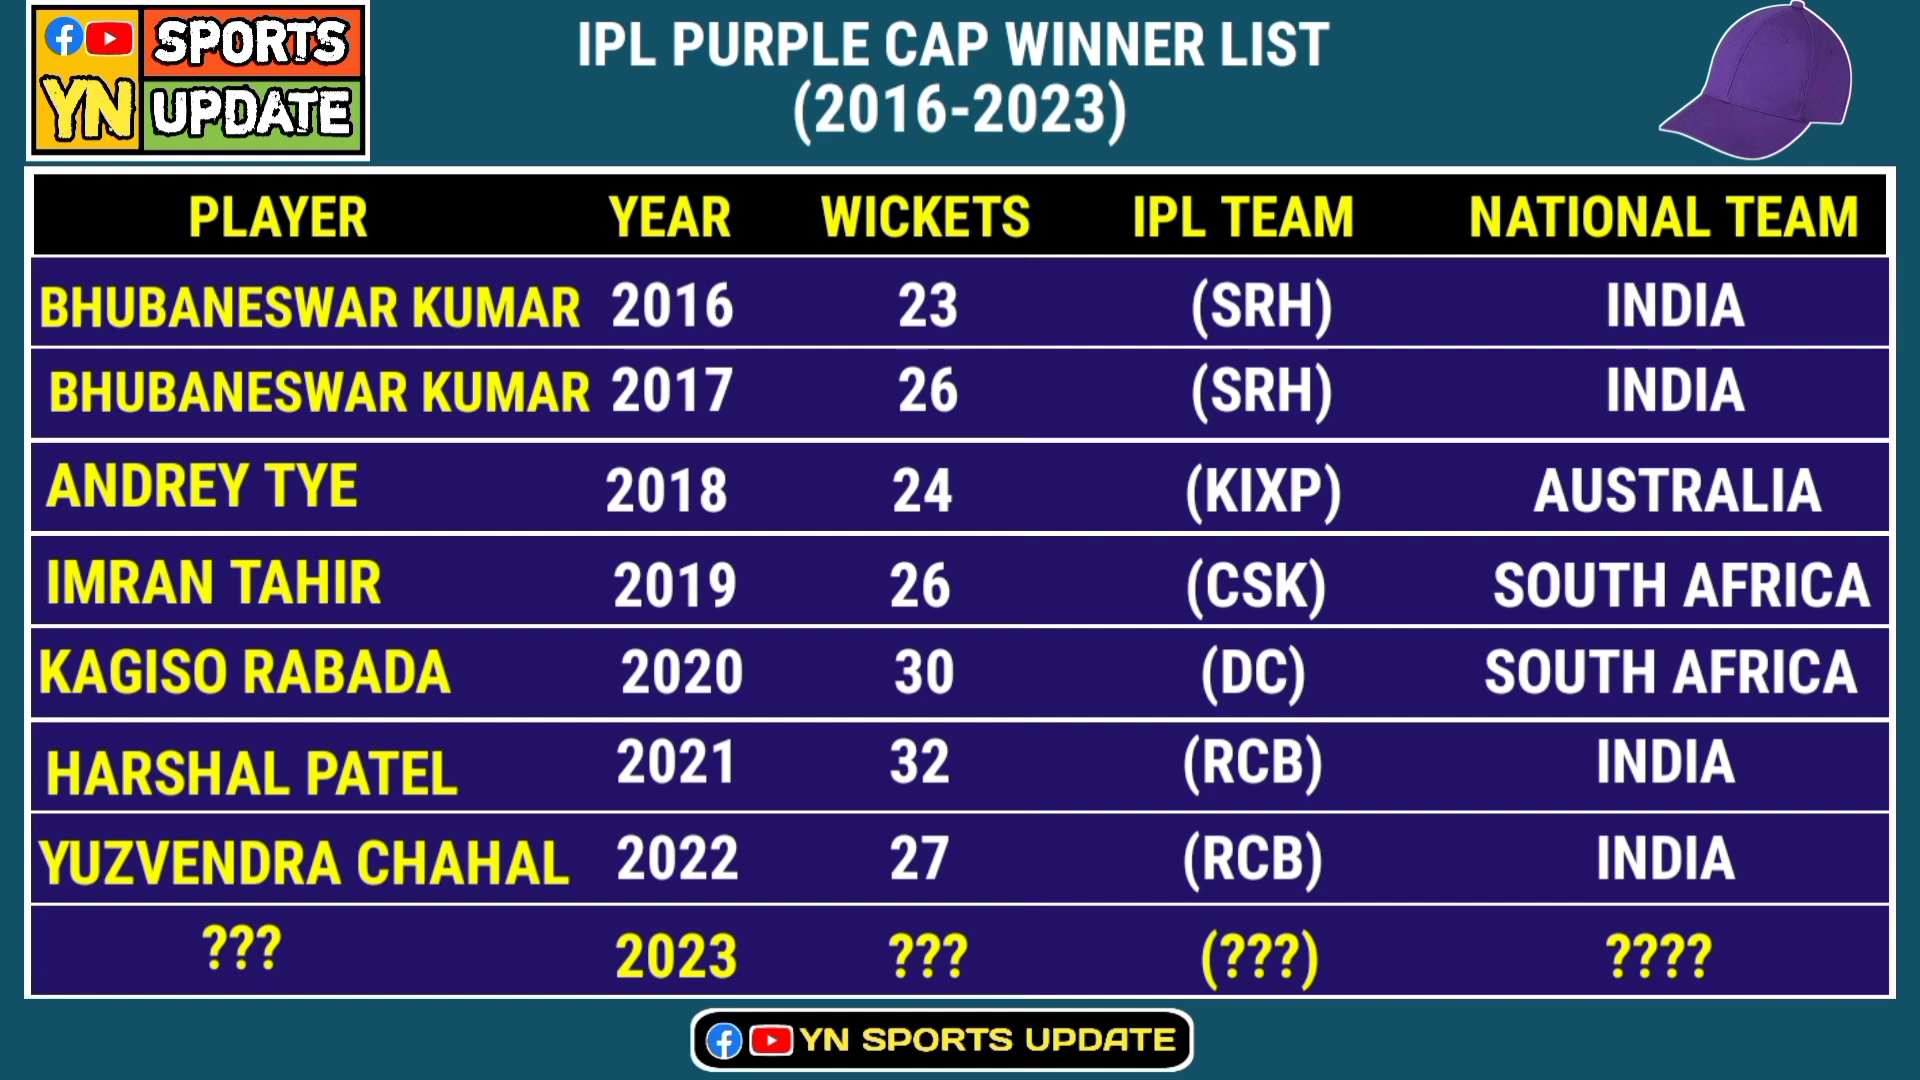 SPORTS
YN UPDATE
IPL PURPLE CAP WINNER LIST
(2016-2023)
PLAYER YEAR WICKETS IPL TEAM NATIONAL TEAM
BHUBANESWAR KUMAR 2016 23 (SRH) INDIA
BHUBANESWAR KUMAR 2017 26 (SRH) INDIA
ANDREY TYE 2018 24 (KIXP) AUSTRALIA
IMRAN TAHIR 2019 26 (CSK) SOUTH AFRICA
KAGISO RABADA 2020 30 (DC) SOUTH AFRICA
HARSHAL PATEL 2021 32 (RCB) INDIA
YUZVENDRA CHAHAL 2022 27 (RCB) INDIA
??? 2023 ??? (???) ????
YN SPORTS UPDATE